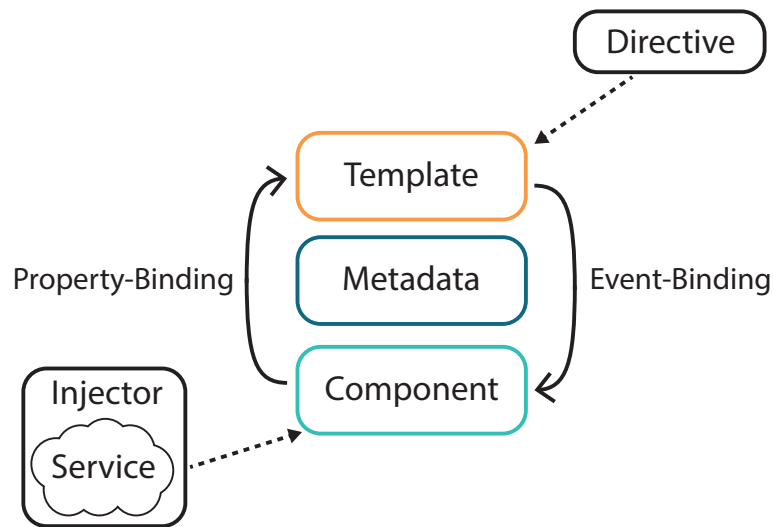 Directive
Template
Property-Binding
Metadata
Event-Binding
Component
Injector
Service